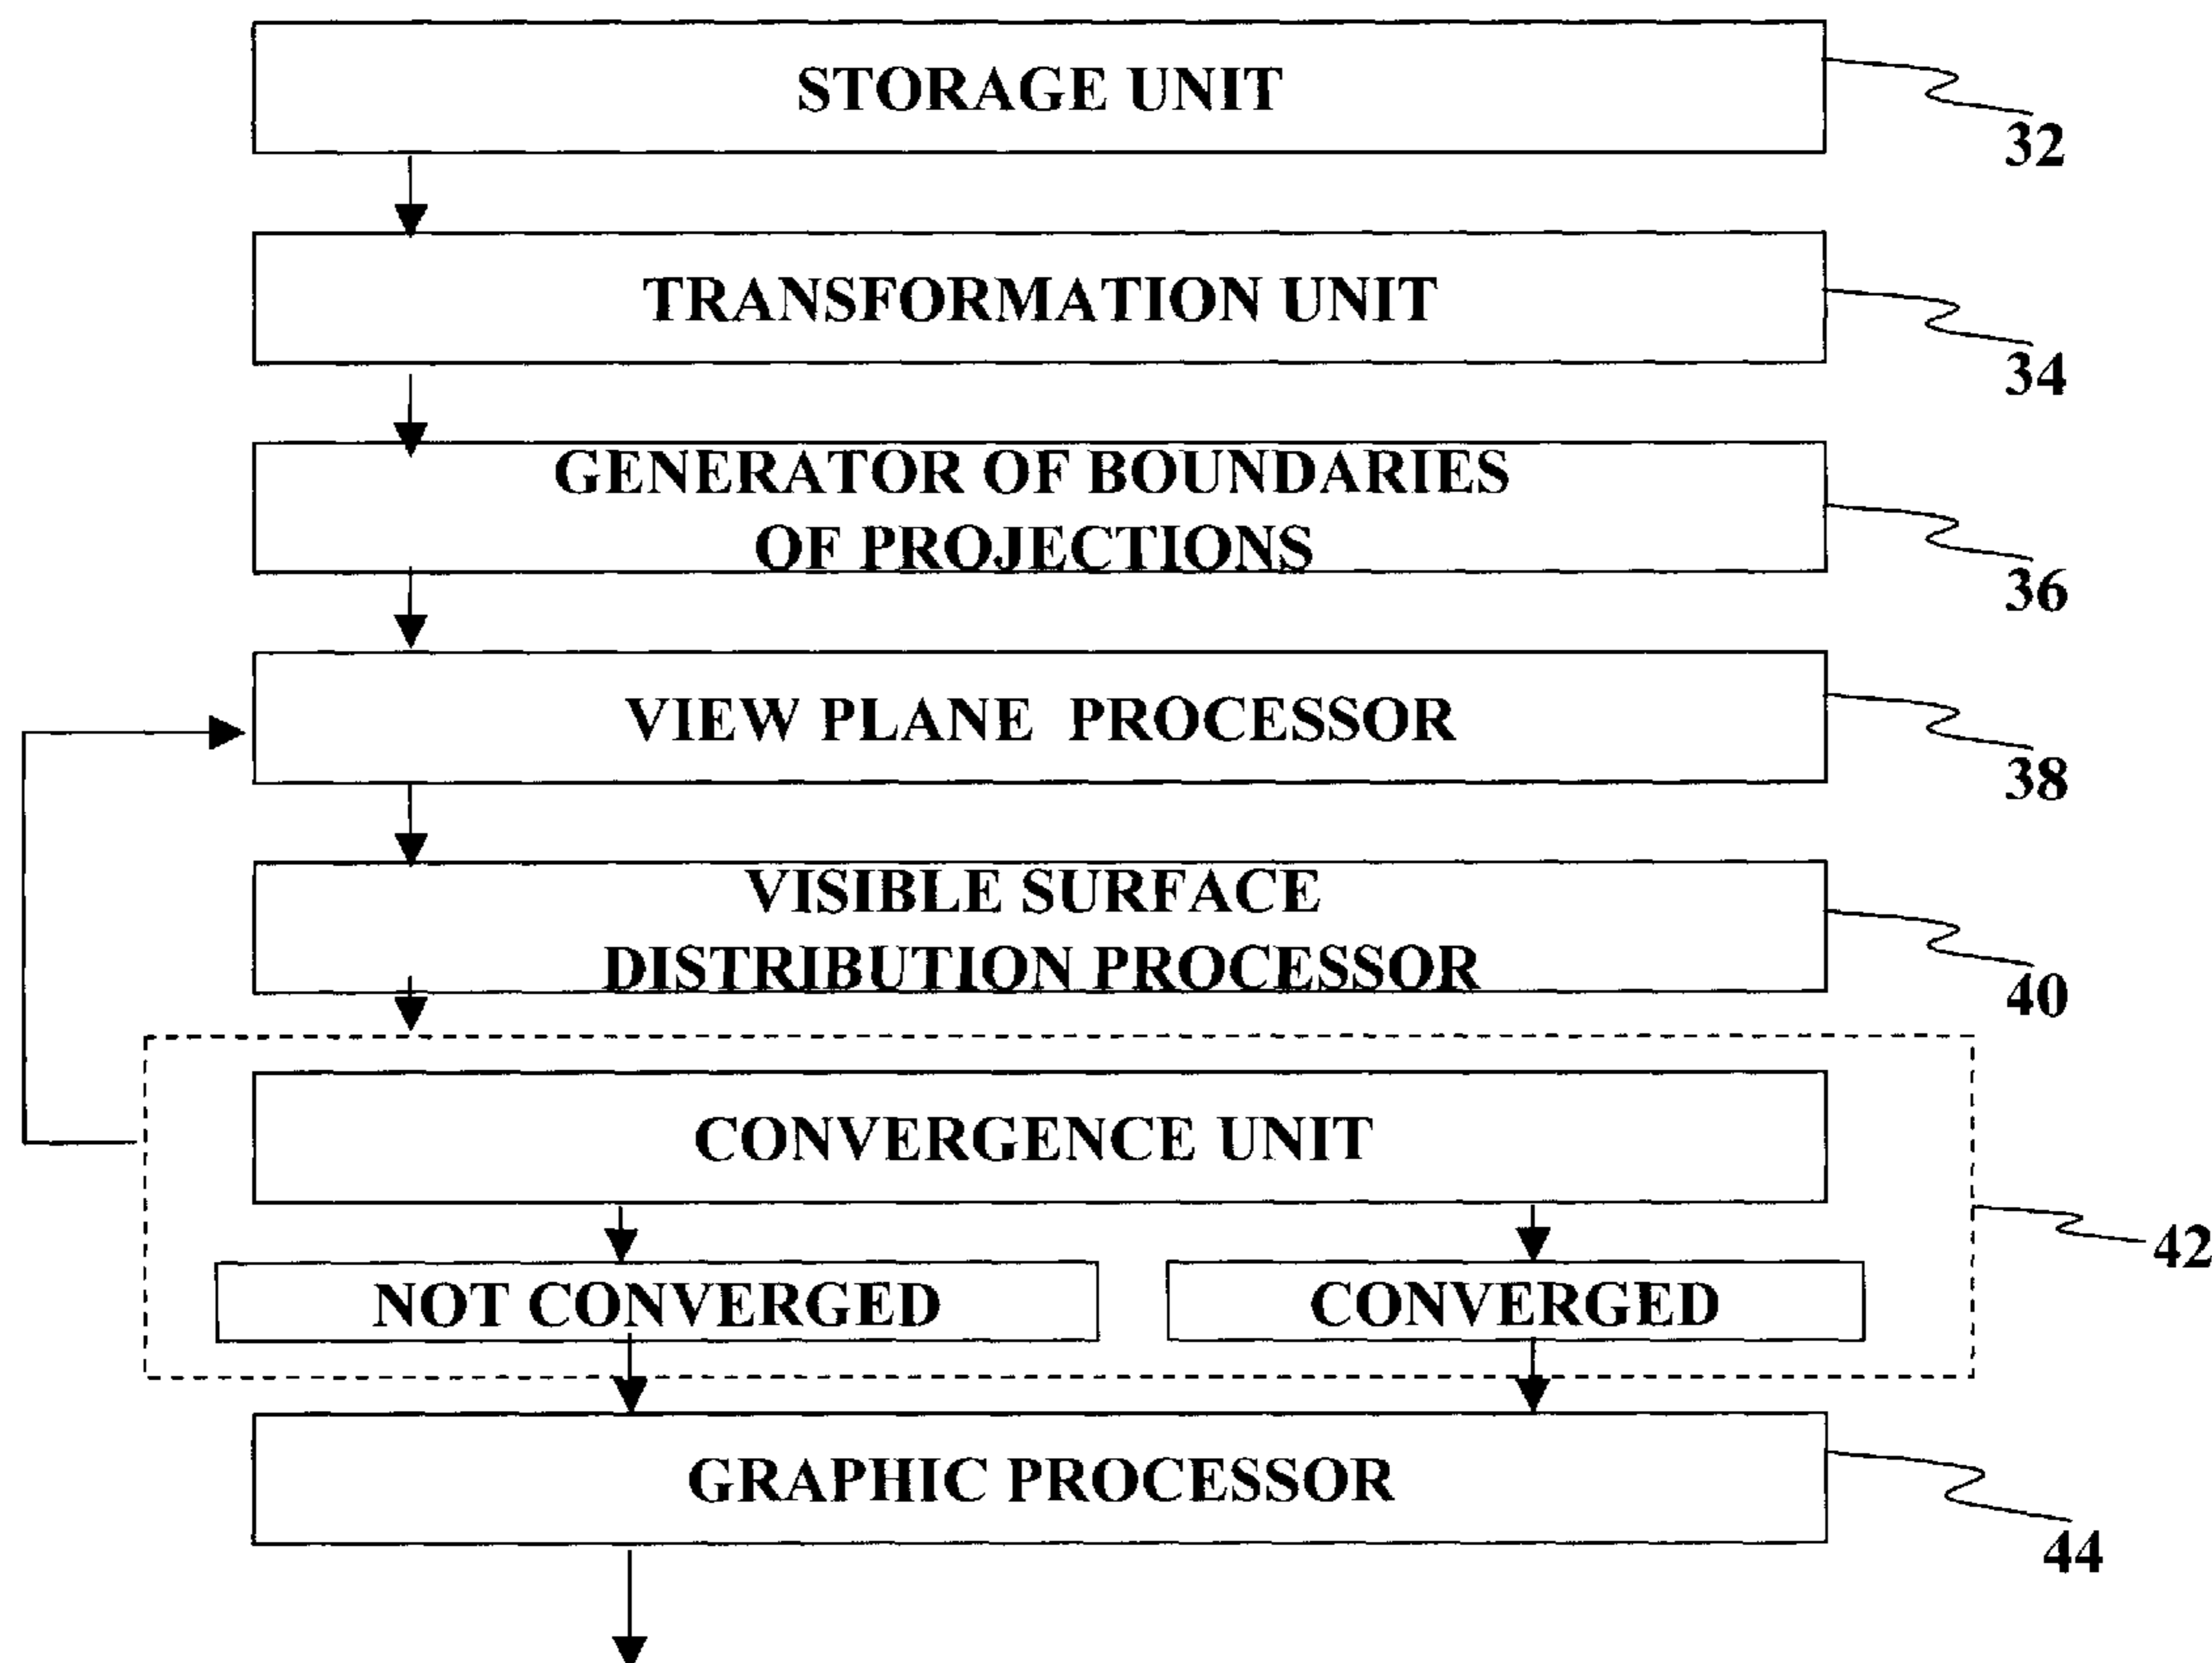 STORAGE UNIT
32
TRANSFORMATION UNIT
34
GENERATOR OF BOUNDARIES
OF PROJECTIONS
36
VIEW PLANE PROCESSOR
38
VISIBLE SURFACE
DISTRIBUTION PROCESSOR
40
CONVERGENCE UNIT
42
NOT CONVERGED
CONVERGED
GRAPHIC PROCESSOR
44